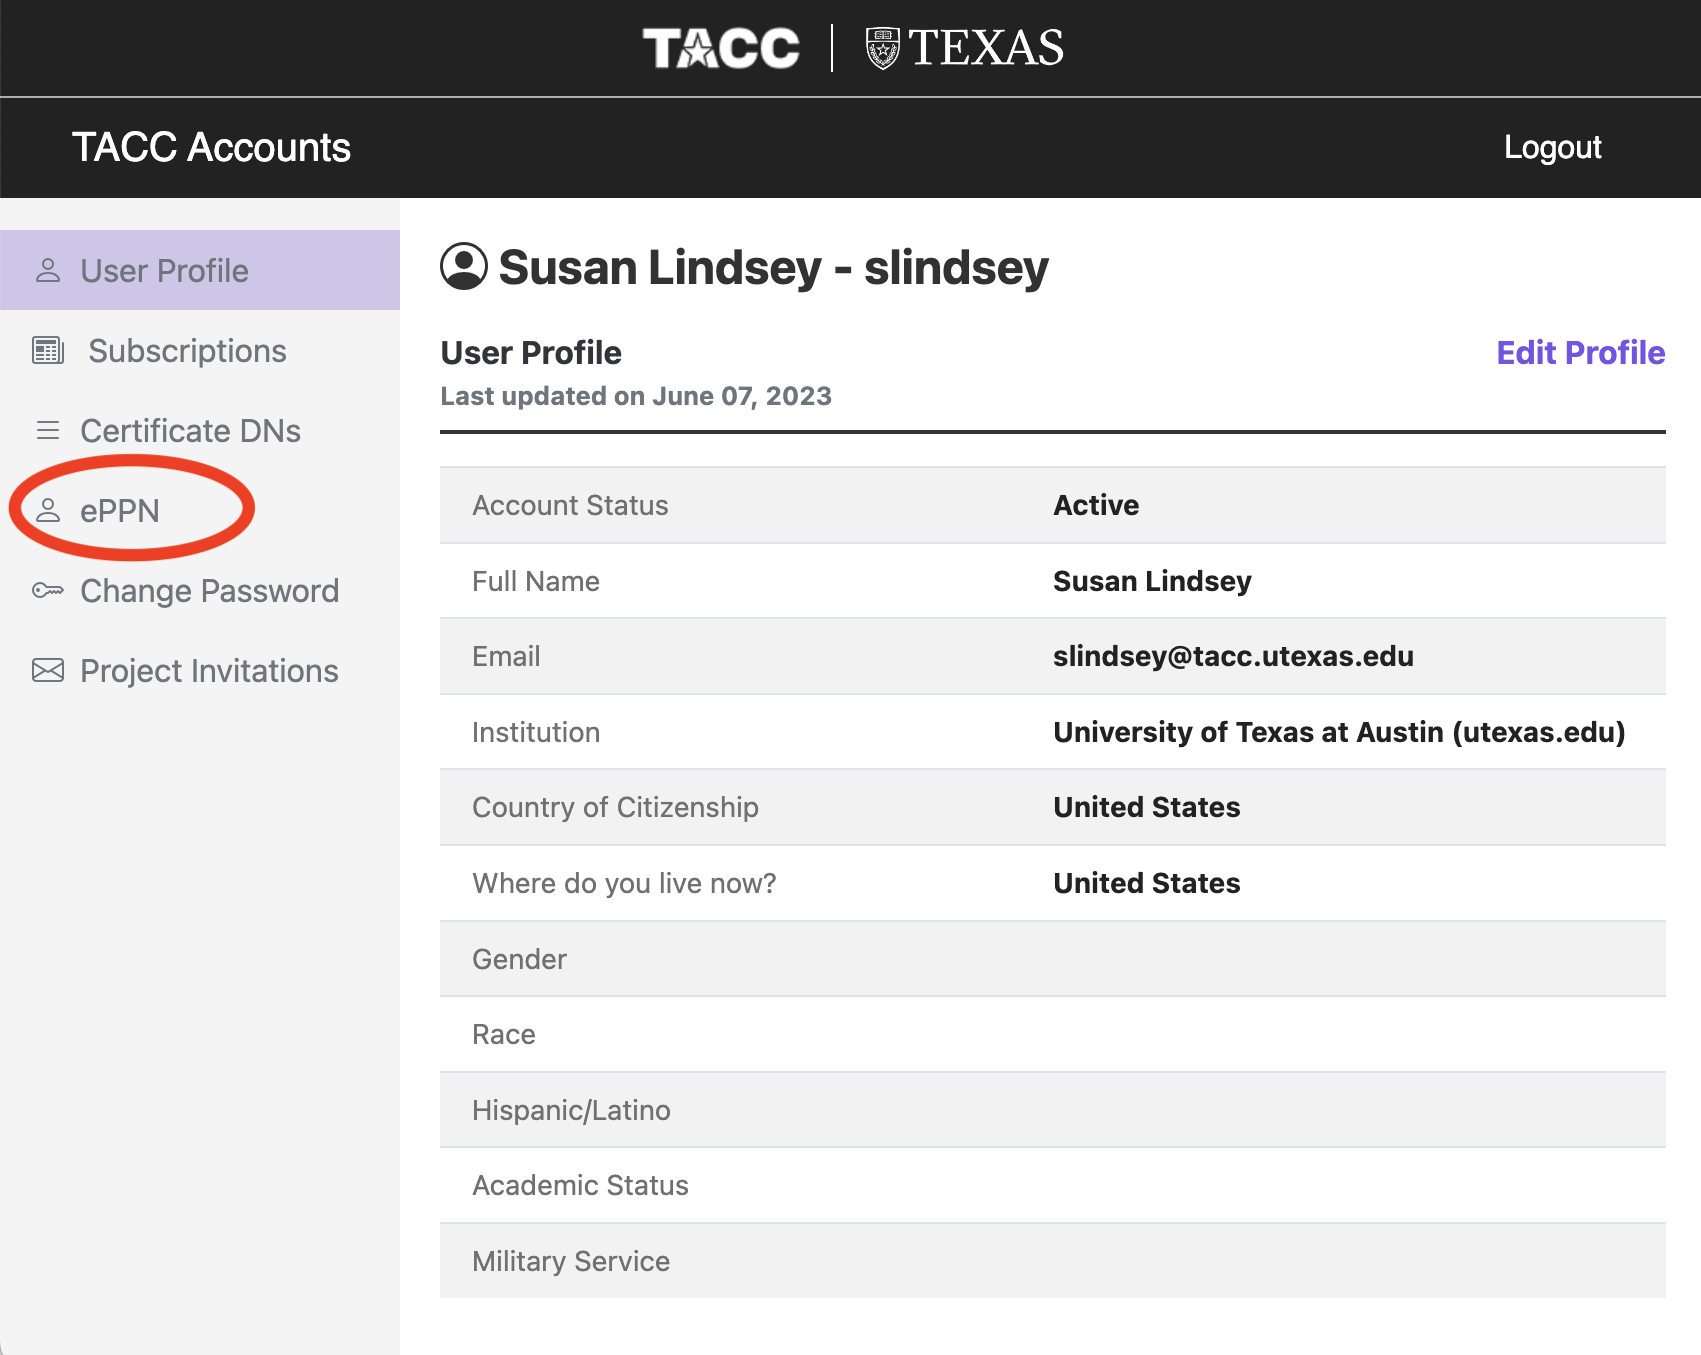 TACC TEXAS
TACC Accounts Logout
User Profile
Subscriptions
Certificate DNs
ePPN
Change Password
Project Invitations
Susan Lindsey - slindsey
User Profile Edit Profile
Last updated on June 07, 2023
Account Status Active
Full Name Susan Lindsey
Email slindsey@tacc.utexas.edu
Institution University of Texas at Austin (utexas.edu)
Country of Citizenship United States
Where do you live now? United States
Gender
Race
Hispanic/Latino
Academic Status
Military Service